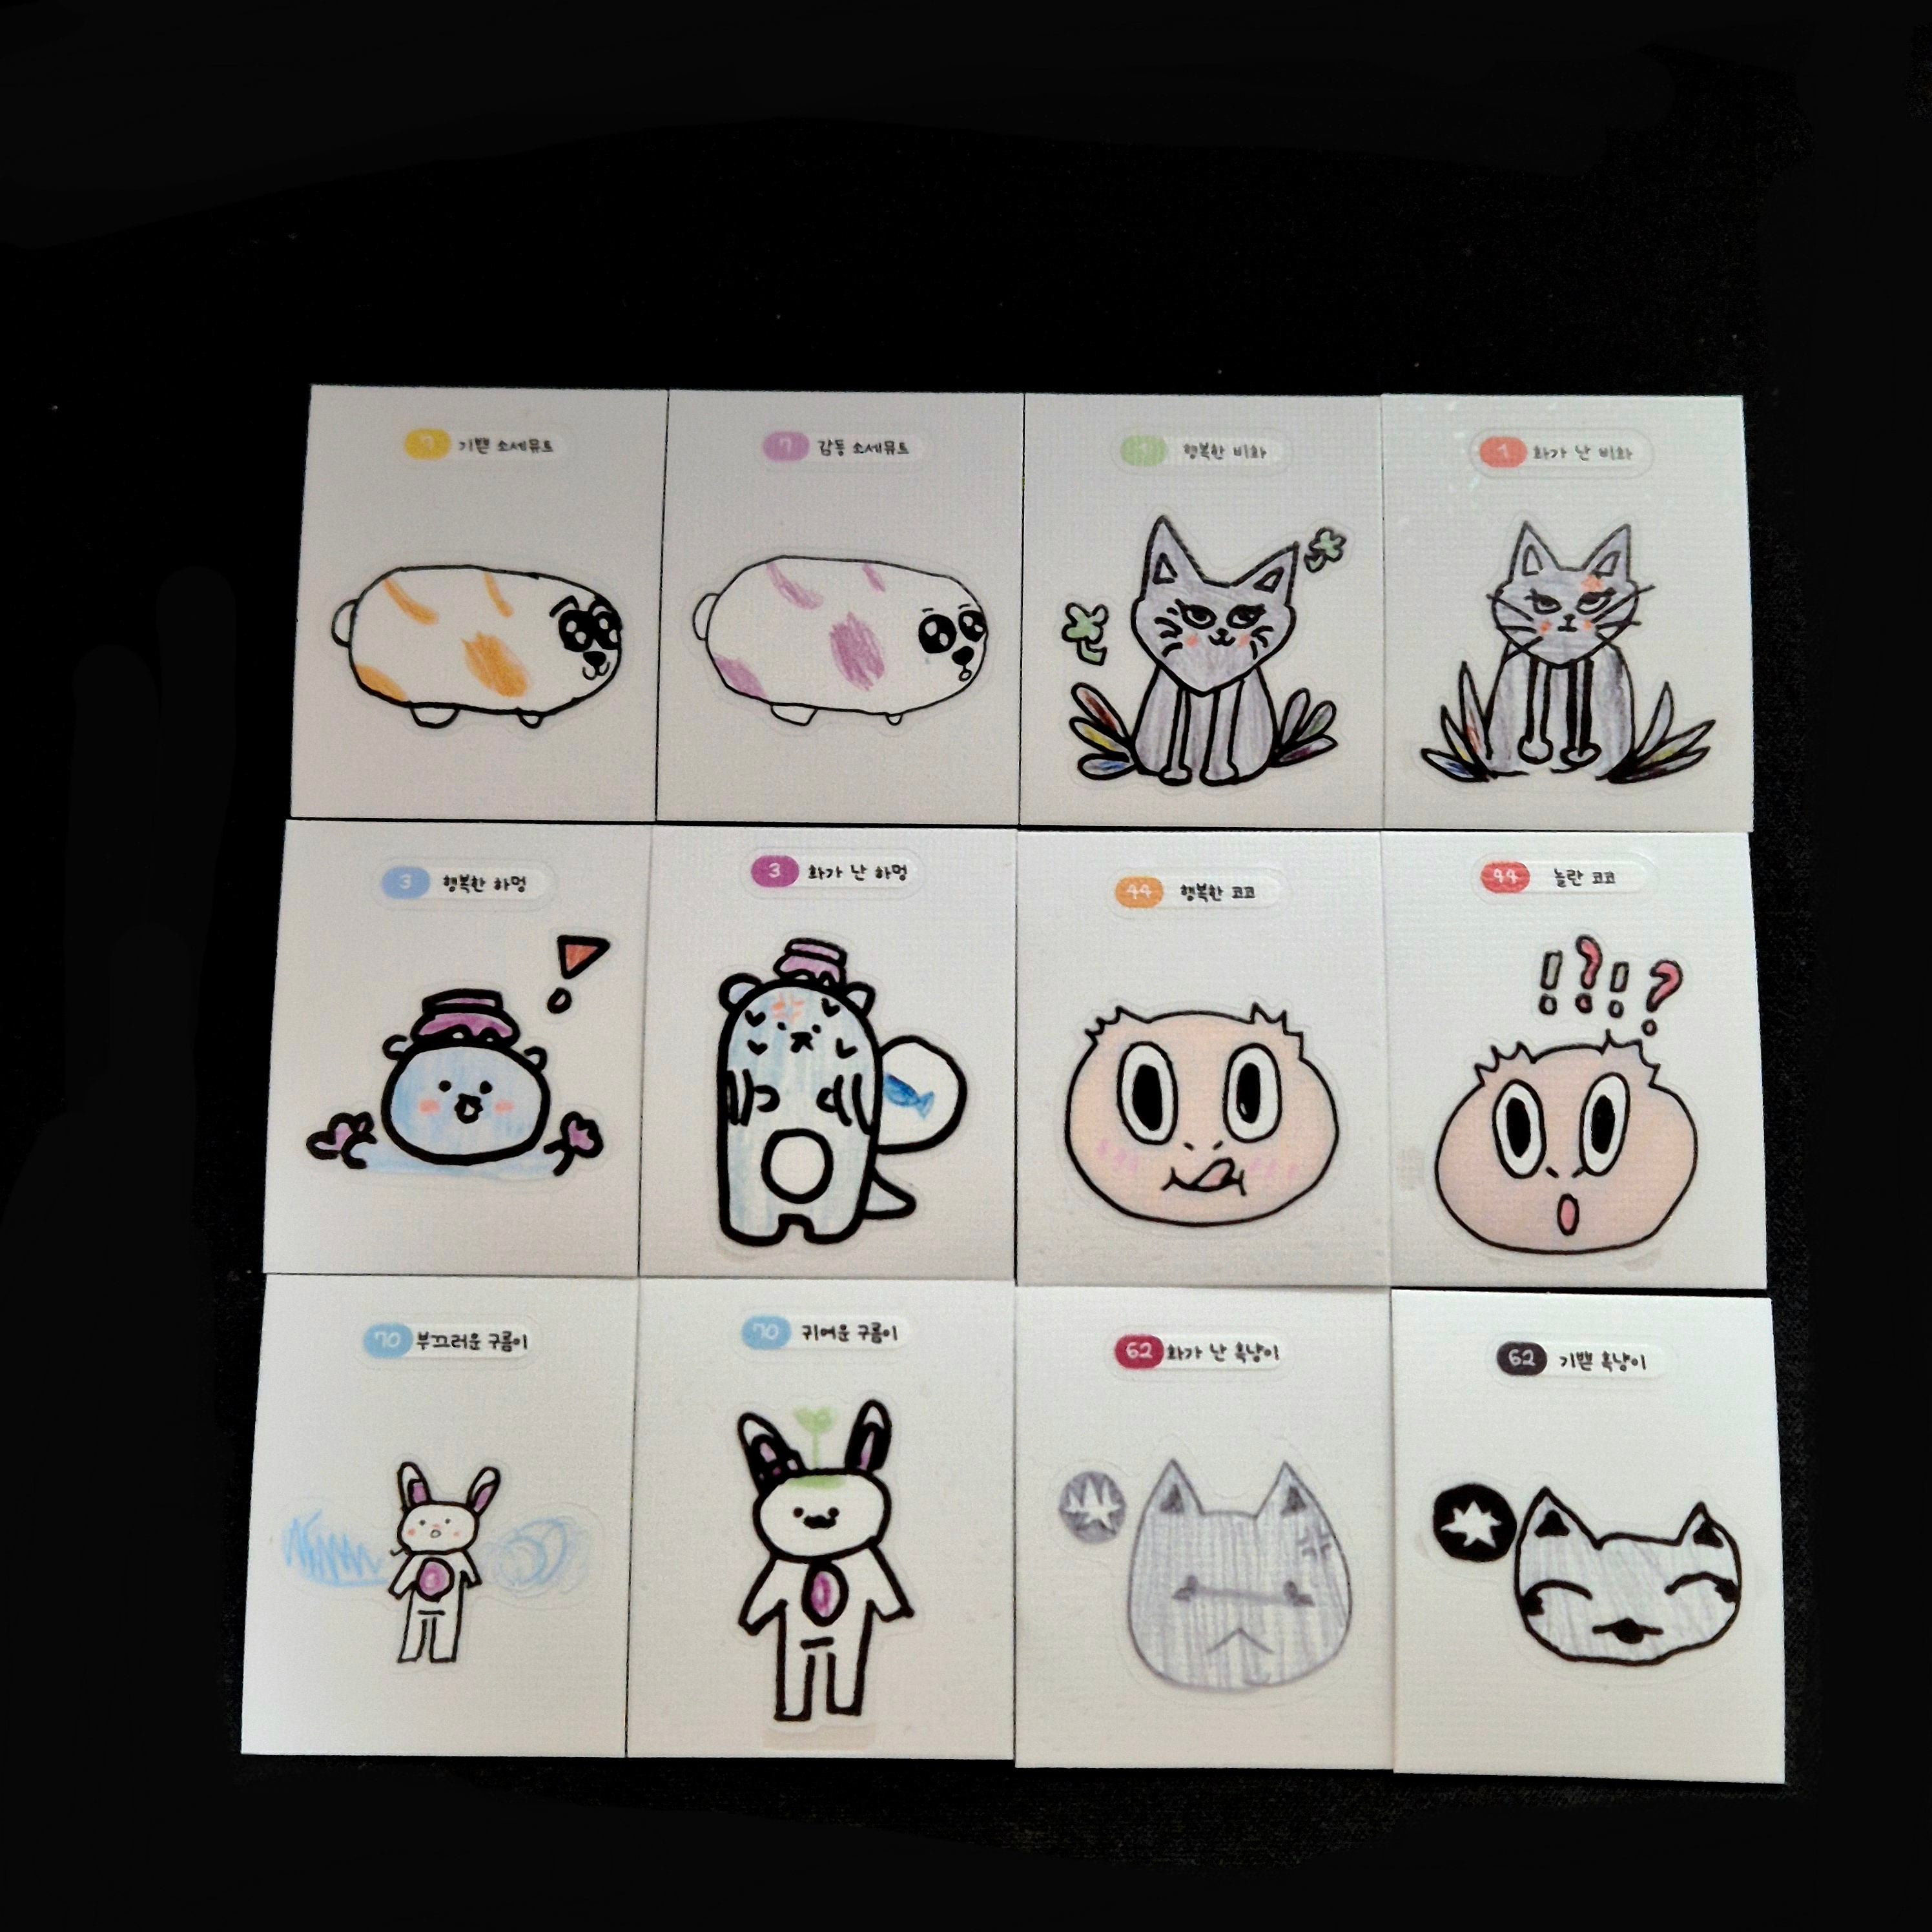 7 기쁜 소세뮤트
7 감동 소세뮤트
1 행복한 비화
1 화가 난 비화
3 행복한 하멍
3 화가 난 하멍
44 행복한 코코
44 놀란 코코
!?!?
70 부끄러운 구름이
70 귀여운 구름이
62 화가 난 흑냥이
62 기쁜 흑냥이